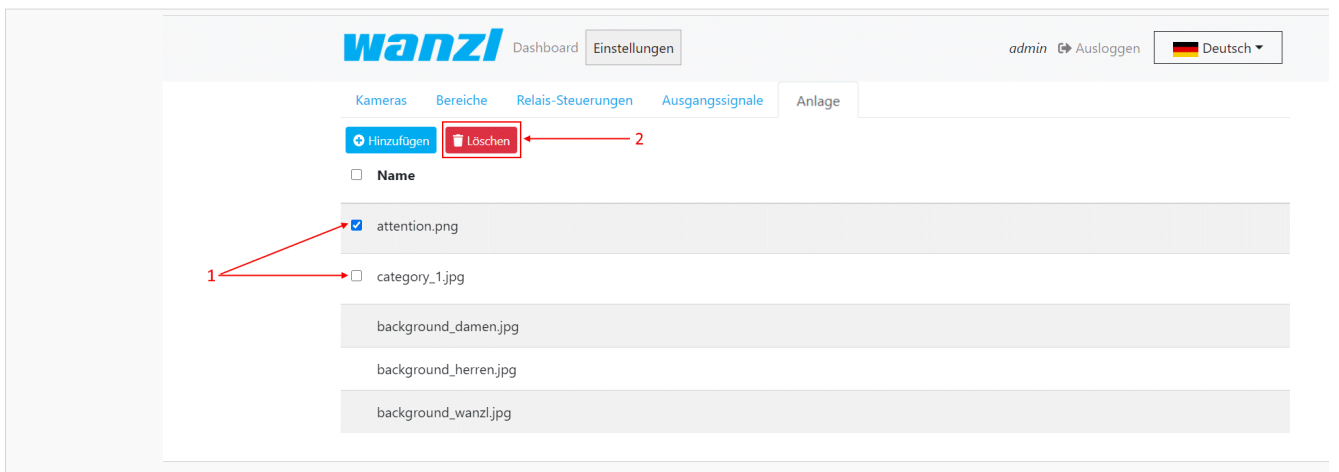 wanzl Dashboard Einstellungen admin Ausloggen Deutsch
Kameras Bereiche Relais-Steuerungen Ausgangssignale Anlage
Hinzufügen Löschen 2
Name
attention.png
1 category_1.jpg
background_damen.jpg
background_herren.jpg
background_wanzl.jpg